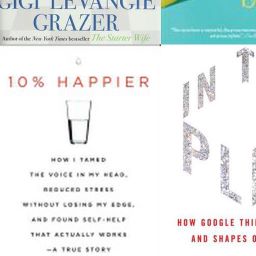 GIGI LEVANGIE
GRAZER
Author of the New York Times bestseller The Starter Wife
10% HAPPIER
HOW I TAMED
THE VOICE IN MY HEAD,
REDUCED STRESS
WITHOUT LOSING MY EDGE,
AND FOUND SELF-HELP
THAT ACTUALLY WORKS
—A TRUE STORY
IN T
PL
HOW GOOGLE THI
AND SHAPES O